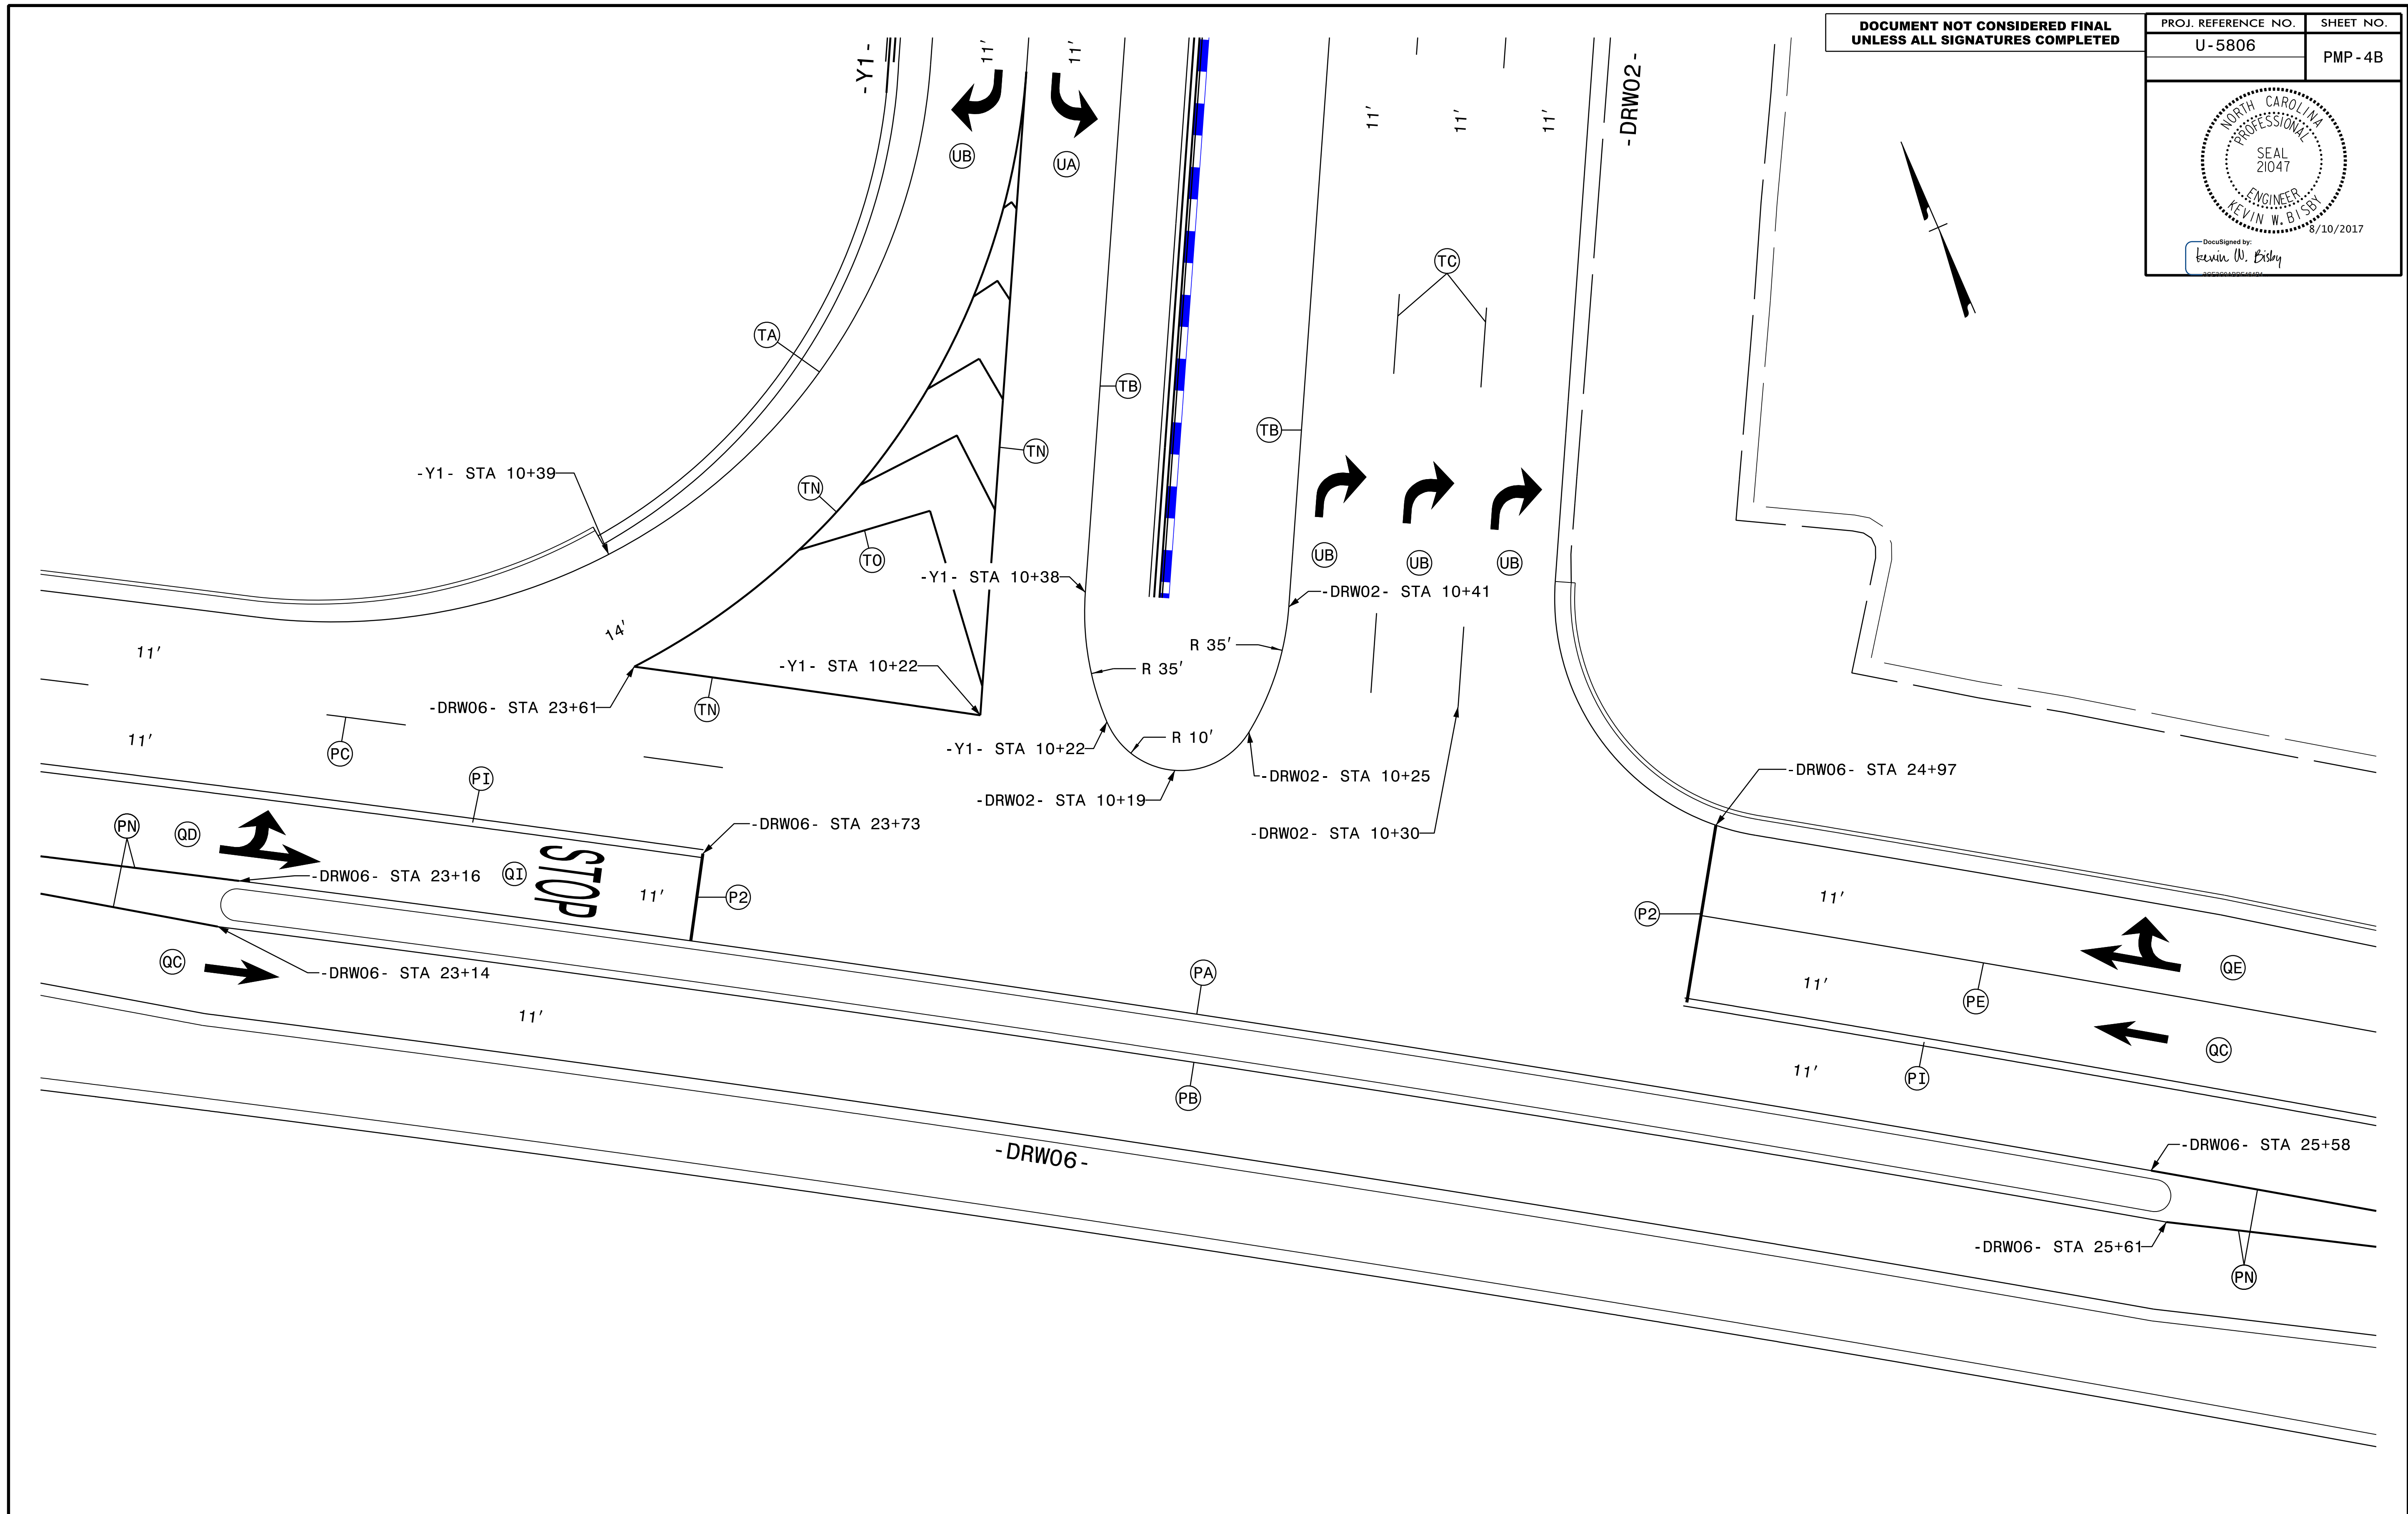 DOCUMENT NOT CONSIDERED FINAL
UNLESS ALL SIGNATURES COMPLETED
PROJ. REFERENCE NO.
SHEET NO.
U-5806
PMP-4B
NORTH CAROLINA
PROFESSIONAL
SEAL
21047
ENGINEER
KEVIN W. BISBY
8/10/2017
DocuSigned by:
Kevin W. Bisby
-Y1-
11'
11'
UB
UA
11'
11'
11'
-DRW02-
TC
TA
TB
TB
TN
-Y1- STA 10+39
TN
TO
UB
UB
UB
-Y1- STA 10+38
-DRW02- STA 10+41
14'
R 35'
R 35'
11'
-Y1- STA 10+22
-DRW06- STA 23+61
TN
11'
PC
-Y1- STA 10+22
R 10'
-DRW02- STA 10+25
-DRW06- STA 24+97
PI
-DRW02- STA 10+19
-DRW06- STA 23+73
-DRW02- STA 10+30
PN
QD
-DRW06- STA 23+16
QI
STOP
11'
P2
P2
11'
QC
-DRW06- STA 23+14
11'
PA
PB
11'
PE
QE
QC
11'
PI
-DRW06-
-DRW06- STA 25+58
-DRW06- STA 25+61
PN